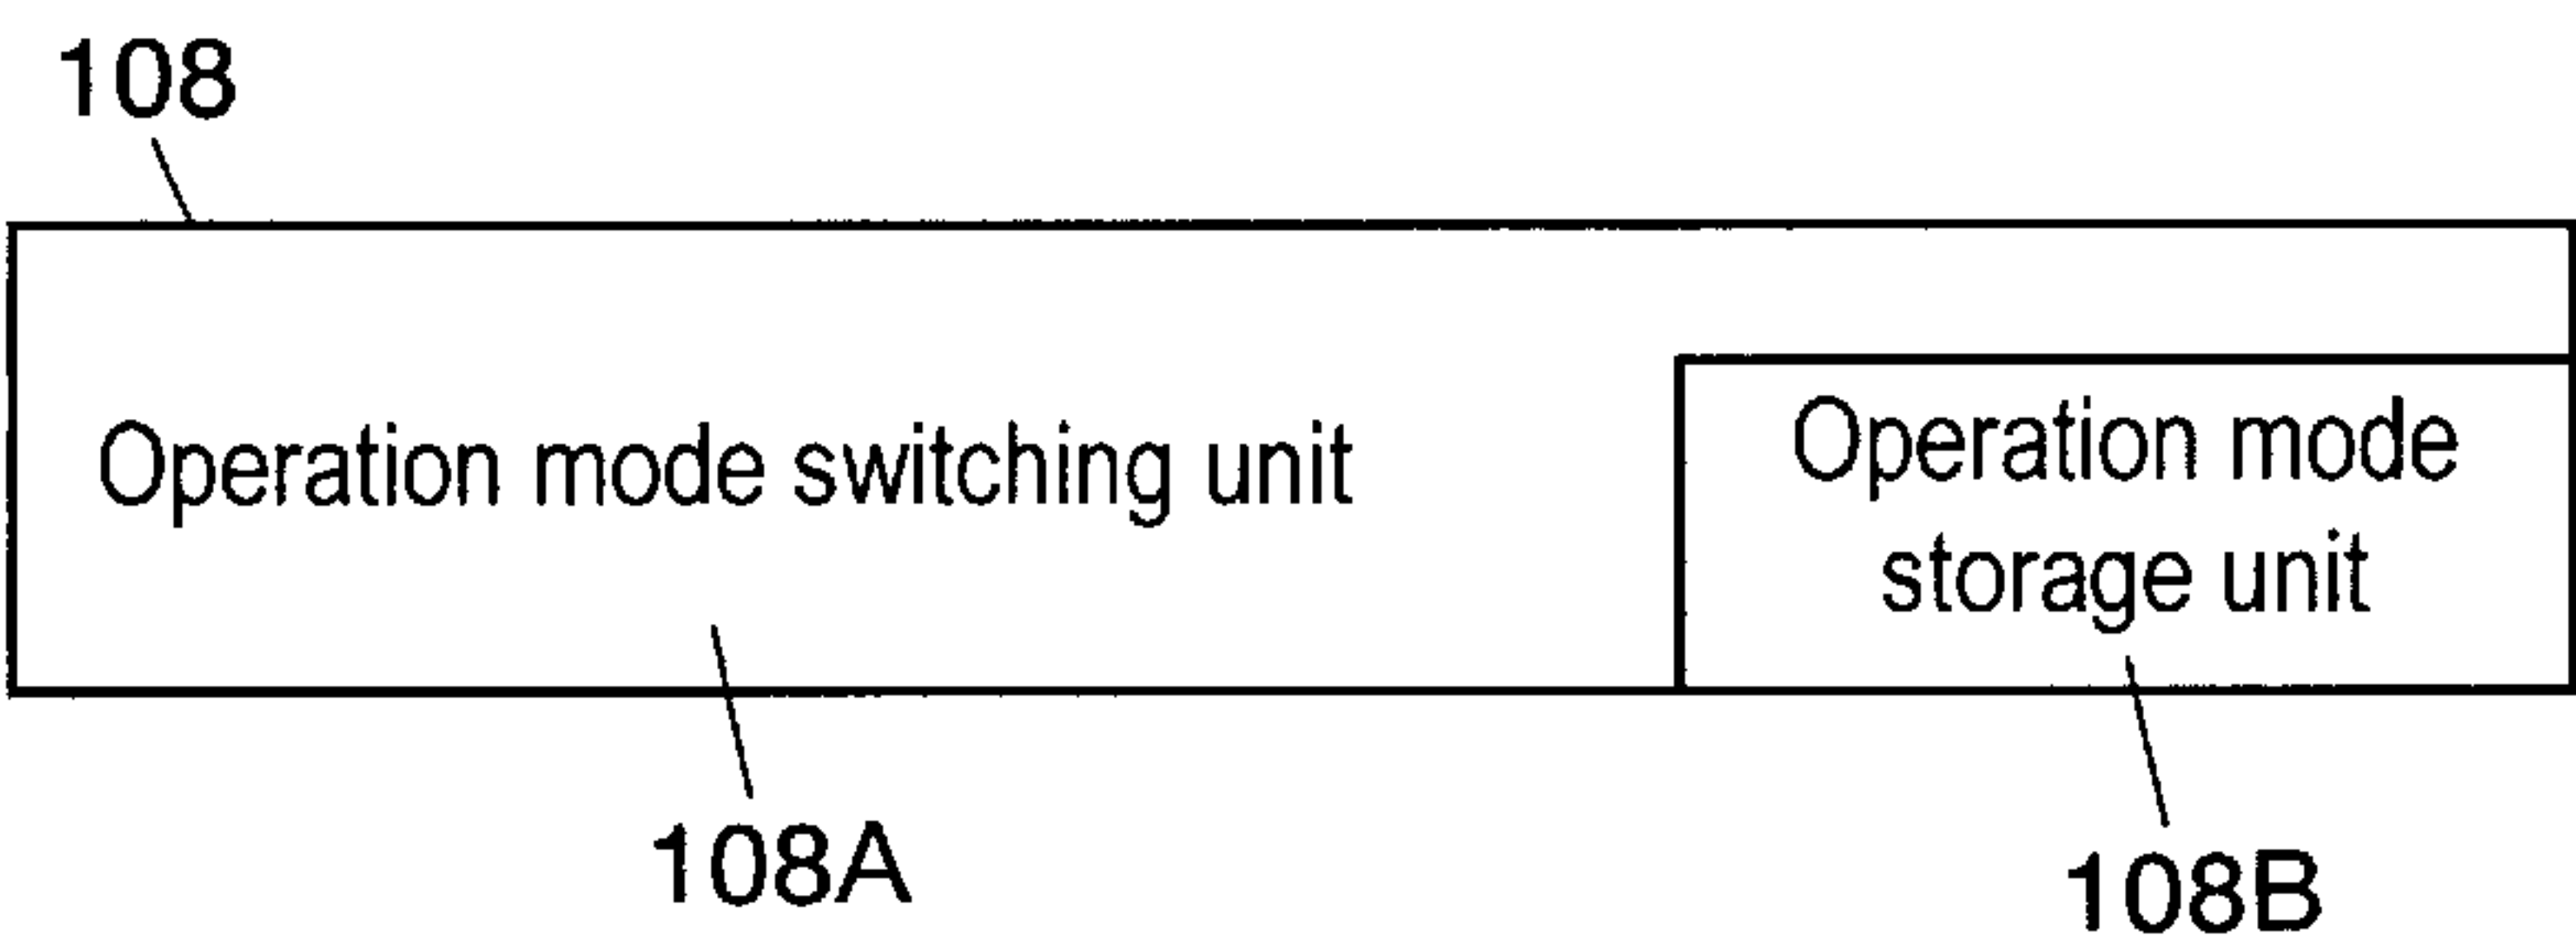 108
Operation mode switching unit
Operation mode
storage unit
108A
108B